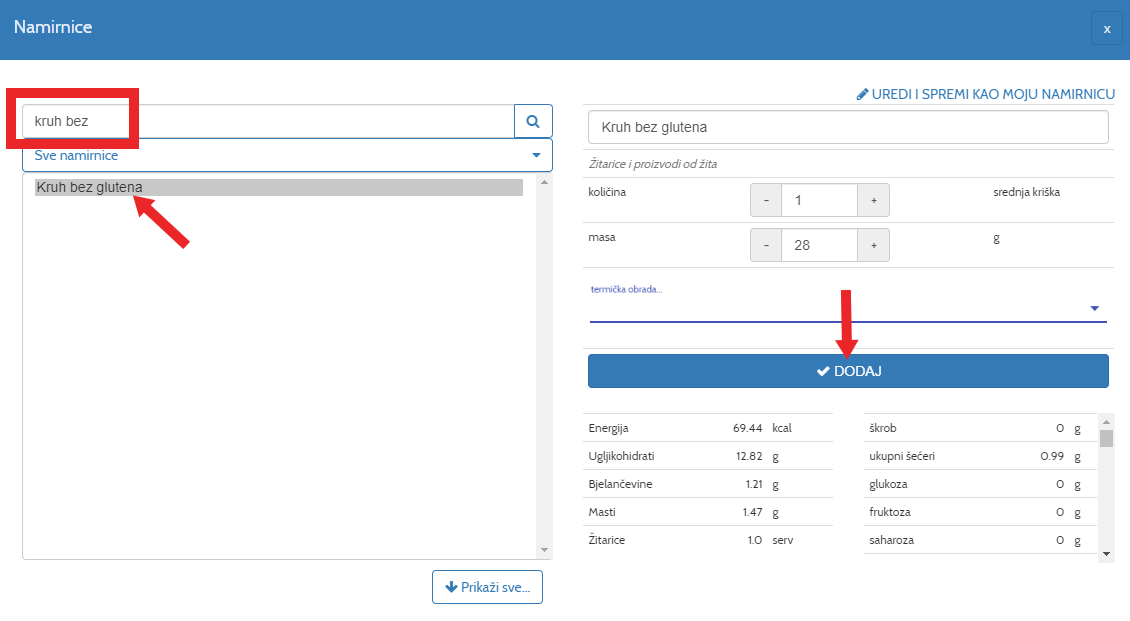 Namirnice
x
kruh bez
Sve namirnice
Kruh bez glutena
Prikaži sve...
UREDI I SPREMI KAO MOJU NAMIRNICU
Kruh bez glutena
Žitarice i proizvodi od žita
količina - 1 + srednja kriška
masa - 28 + g
termička obrada...
DODAJ
Energija 69.44 kcal
Ugljikohidrati 12.82 g
Bjelančevine 1.21 g
Masti 1.47 g
Žitarice 1.0 serv
škrob 0 g
ukupni šećeri 0.99 g
glukoza 0 g
fruktoza 0 g
saharoza 0 g